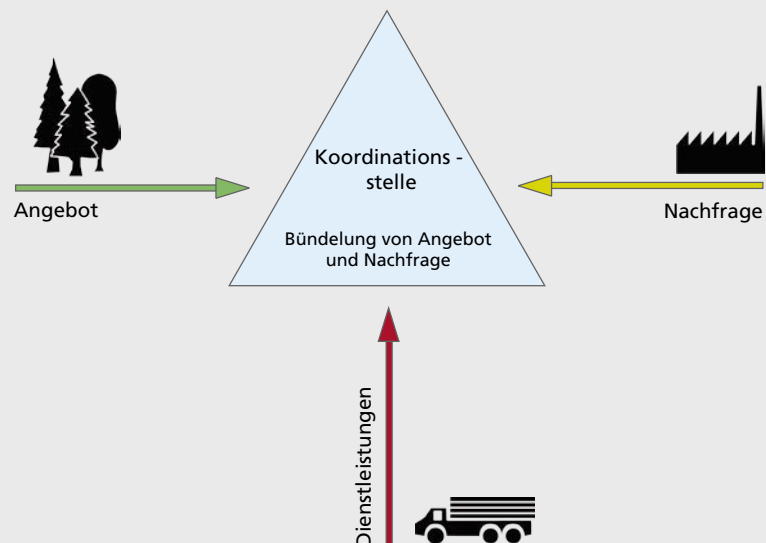 Koordinations -
stelle
Angebot
Nachfrage
Bündelung von Angebot
und Nachfrage
Dienstleistungen